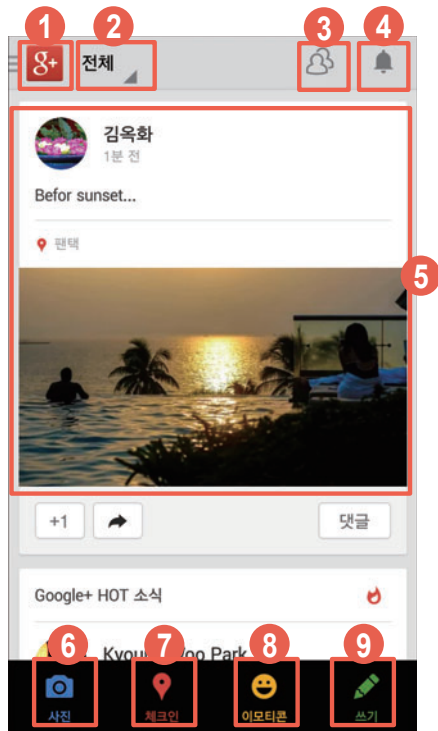 1 2 3 4
8+ 전체
김옥화
1분 전
Befor sunset...
팬택
5
+1 댓글
Google+ HOT 소식
6 7 8 9
Park
사진 체크인 이모티콘 쓰기